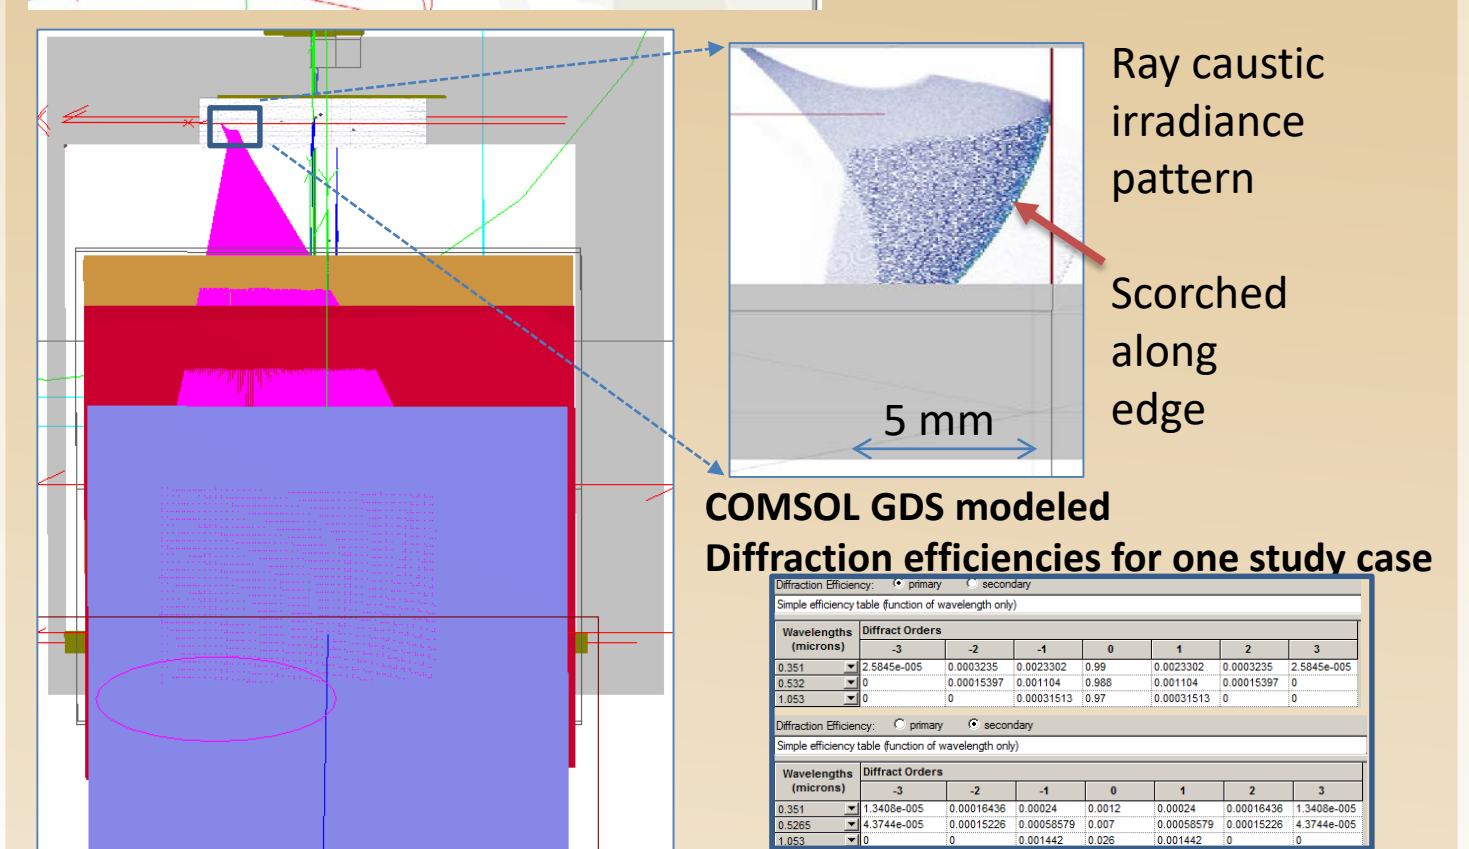 Ray caustic
irradiance
pattern
Scorched
along
edge
5 mm
COMSOL GDS modeled
Diffraction efficiencies for one study case
Diffraction Efficiency: primary secondary
Simple efficiency table (function of wavelength only)
Wavelengths (microns) Diffract Orders
-3 -2 -1 0 1 2 3
0.351 2.5845e-005 0.0003235 0.0023302 0.99 0.0023302 0.0003235 2.5845e-005
0.532 0 0.00015397 0.001104 0.988 0.001104 0.00015397 0
1.053 0 0 0.00031513 0.97 0.00031513 0 0
Diffraction Efficiency: primary secondary
Simple efficiency table (function of wavelength only)
Wavelengths (microns) Diffract Orders
-3 -2 -1 0 1 2 3
0.351 1.3408e-005 0.00016436 0.00024 0.0012 0.00024 0.00016436 1.3408e-005
0.5265 4.3744e-005 0.00015226 0.00058579 0.007 0.00058579 0.00015226 4.3744e-005
1.053 0 0 0.001442 0.026 0.001442 0 0